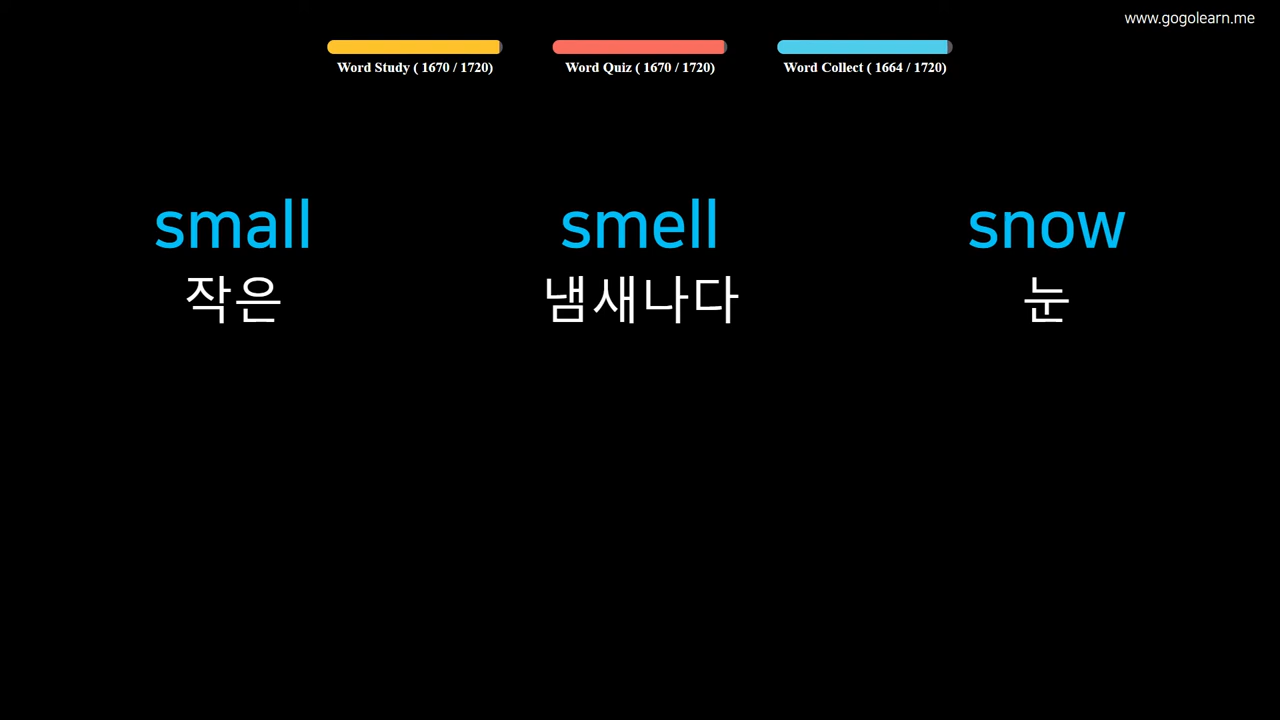 www.gogolearn.me
Word Study ( 1670 / 1720) Word Quiz ( 1670 / 1720) Word Collect ( 1664 / 1720)
small smell snow
작은 냄새나다 눈